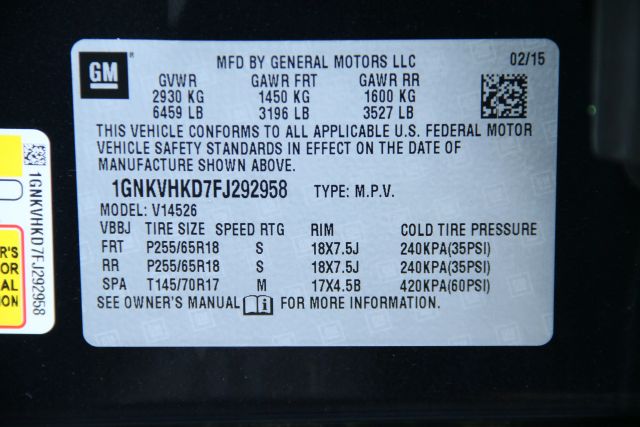 GM
MFD BY GENERAL MOTORS LLC 02/15
GVWR GAWR FRT GAWR RR
2930 KG 1450 KG 1600 KG
6459 LB 3196 LB 3527 LB
THIS VEHICLE CONFORMS TO ALL APPLICABLE U.S. FEDERAL MOTOR
VEHICLE SAFETY STANDARDS IN EFFECT ON THE DATE OF
MANUFACTURE SHOWN ABOVE.
1GNKVHKD7FJ292958 TYPE: M.P.V.
MODEL: V14526
VBBJ TIRE SIZE SPEED RTG RIM COLD TIRE PRESSURE
FRT P255/65R18 S 18X7.5J 240KPA(35PSI)
RR P255/65R18 S 18X7.5J 240KPA(35PSI)
SPA T145/70R17 M 17X4.5B 420KPA(60PSI)
SEE OWNER'S MANUAL i FOR MORE INFORMATION.
1GNKVHKD7FJ292958